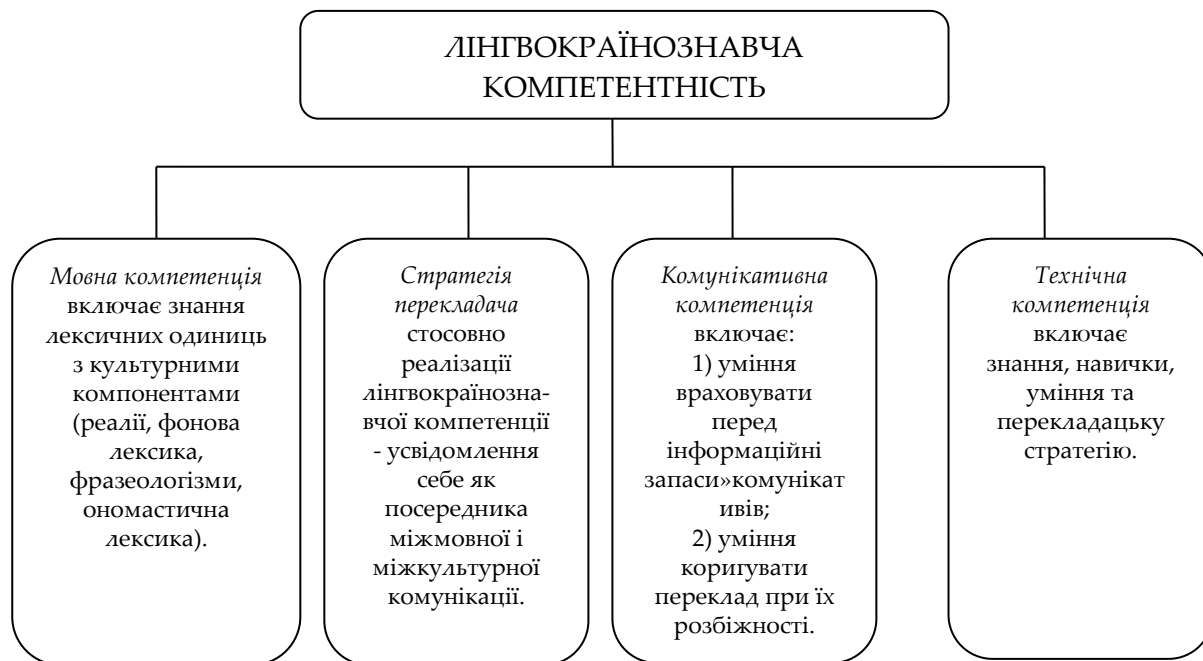 ЛІНГВОКРАЇНОЗНАВЧА
КОМПЕТЕНТНІСТЬ
Мовна компетенція
включає знання
лексичних одиниць
з культурними
компонентами
(реалії, фонова
лексика,
фразеологізми,
ономастична
лексика).
Стратегія
перекладача
стосовно
реалізації
лінгвокраїнозна-
вчої компетенції
- усвідомлення
себе як
посередника
міжмовної і
міжкультурної
комунікації.
Комунікативна
компетенція
включає:
1) уміння
враховувати
перед
інформаційні
запаси»комунікат
ивів;
2) уміння
коригувати
переклад при їх
розбіжності.
Технічна
компетенція
включає
знання, навички,
уміння та
перекладацьку
стратегію.